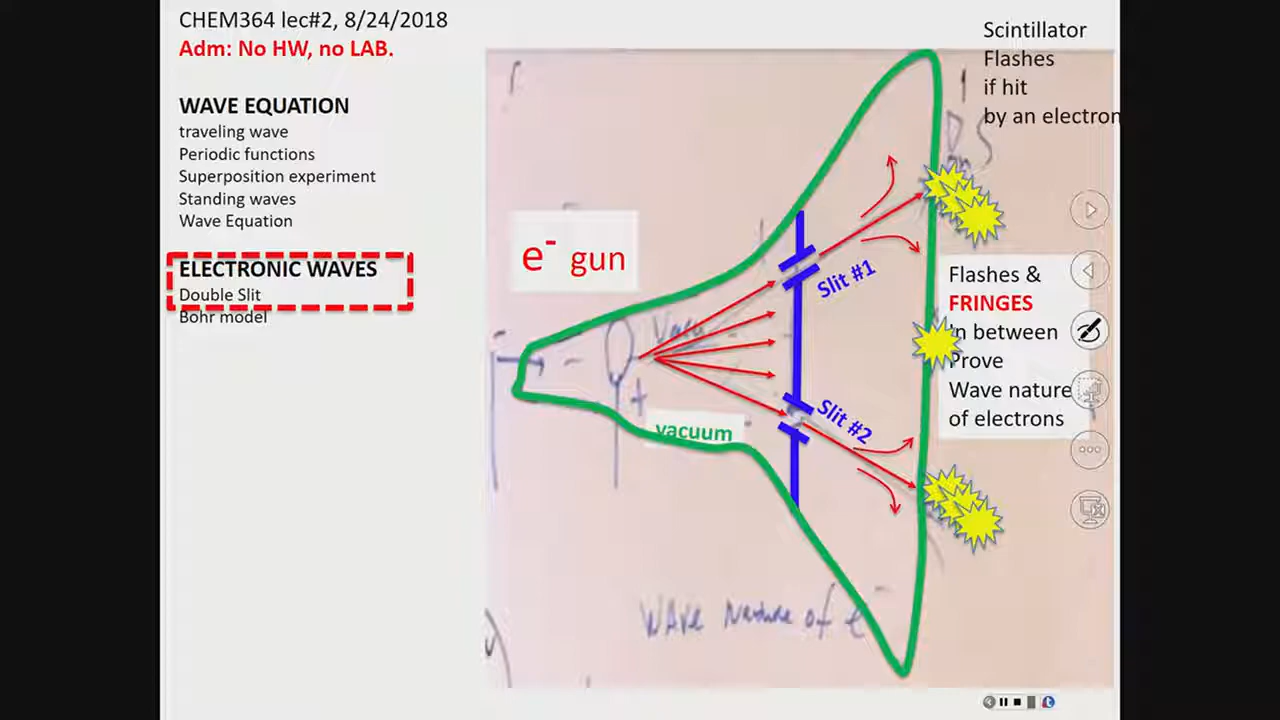 CHEM364 lec#2, 8/24/2018
Adm: No HW, no LAB.
WAVE EQUATION
traveling wave
Periodic functions
Superposition experiment
Standing waves
Wave Equation
ELECTRONIC WAVES
Double Slit
Bohr model
Scintillator
Flashes
if hit
by an electron
e⁻ gun
Slit #1
Flashes &
FRINGES
in between
Prove
Wave nature
of electrons
Slit #2
vacuum
WAve Nature of e⁻